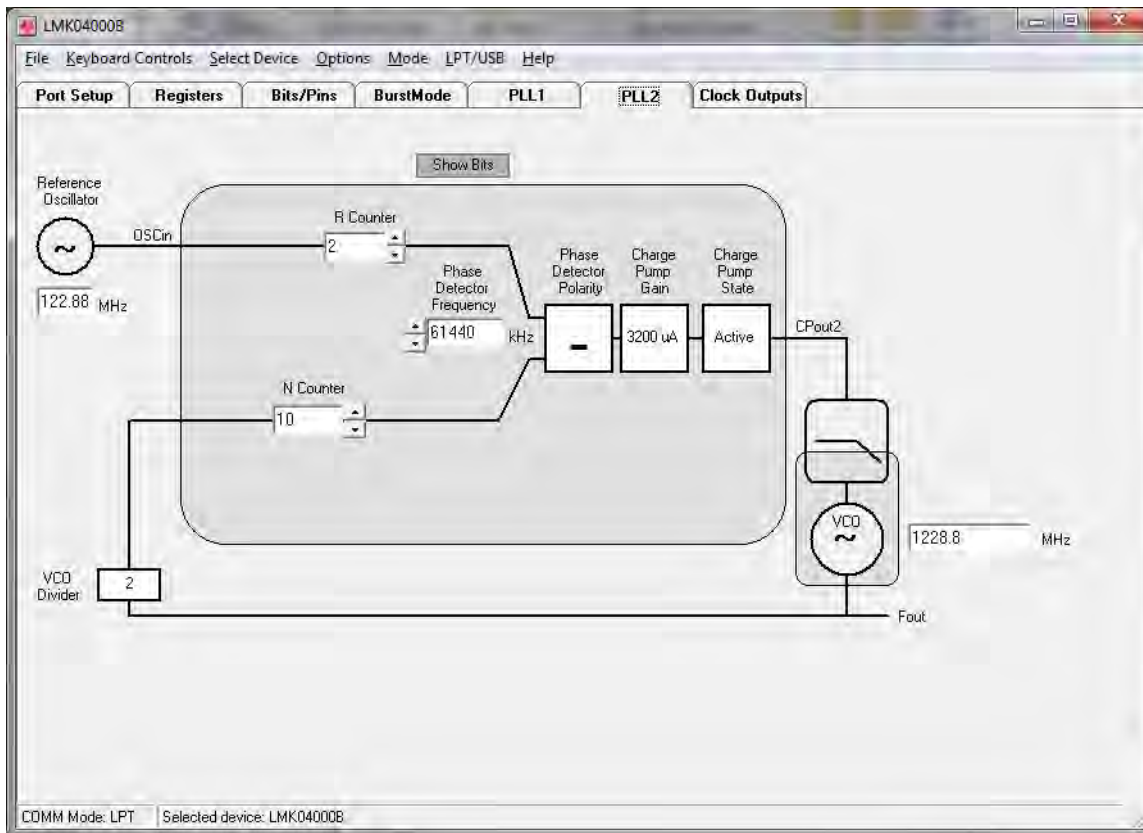 LMK04000B
File Keyboard Controls Select Device Options Mode LPT/USB Help
Port Setup Registers Bits/Pins BurstMode PLL1 PLL2 Clock Outputs
Show Bits
Reference
Oscillator
~
122.88 MHz
OSCin
R Counter
2
Phase
Detector
Frequency
61440 kHz
Phase
Detector
Polarity
-
Charge
Pump
Gain
3200 uA
Charge
Pump
State
Active
CPout2
N Counter
10
VCO
~
1228.8 MHz
VCO
Divider
2
Fout
COMM Mode: LPT Selected device: LMK04000B